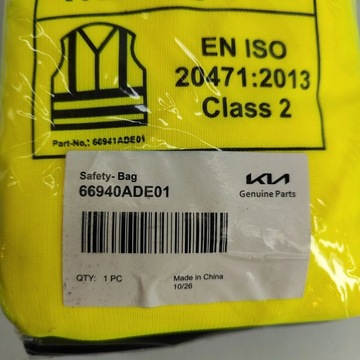 EN ISO
20471:2013
Class 2
Part-No,: 66941ADE01
Safety- Bag
66940ADE01
KIA
Genuine Parts
QTY: 1 PC
Made in China
10/26